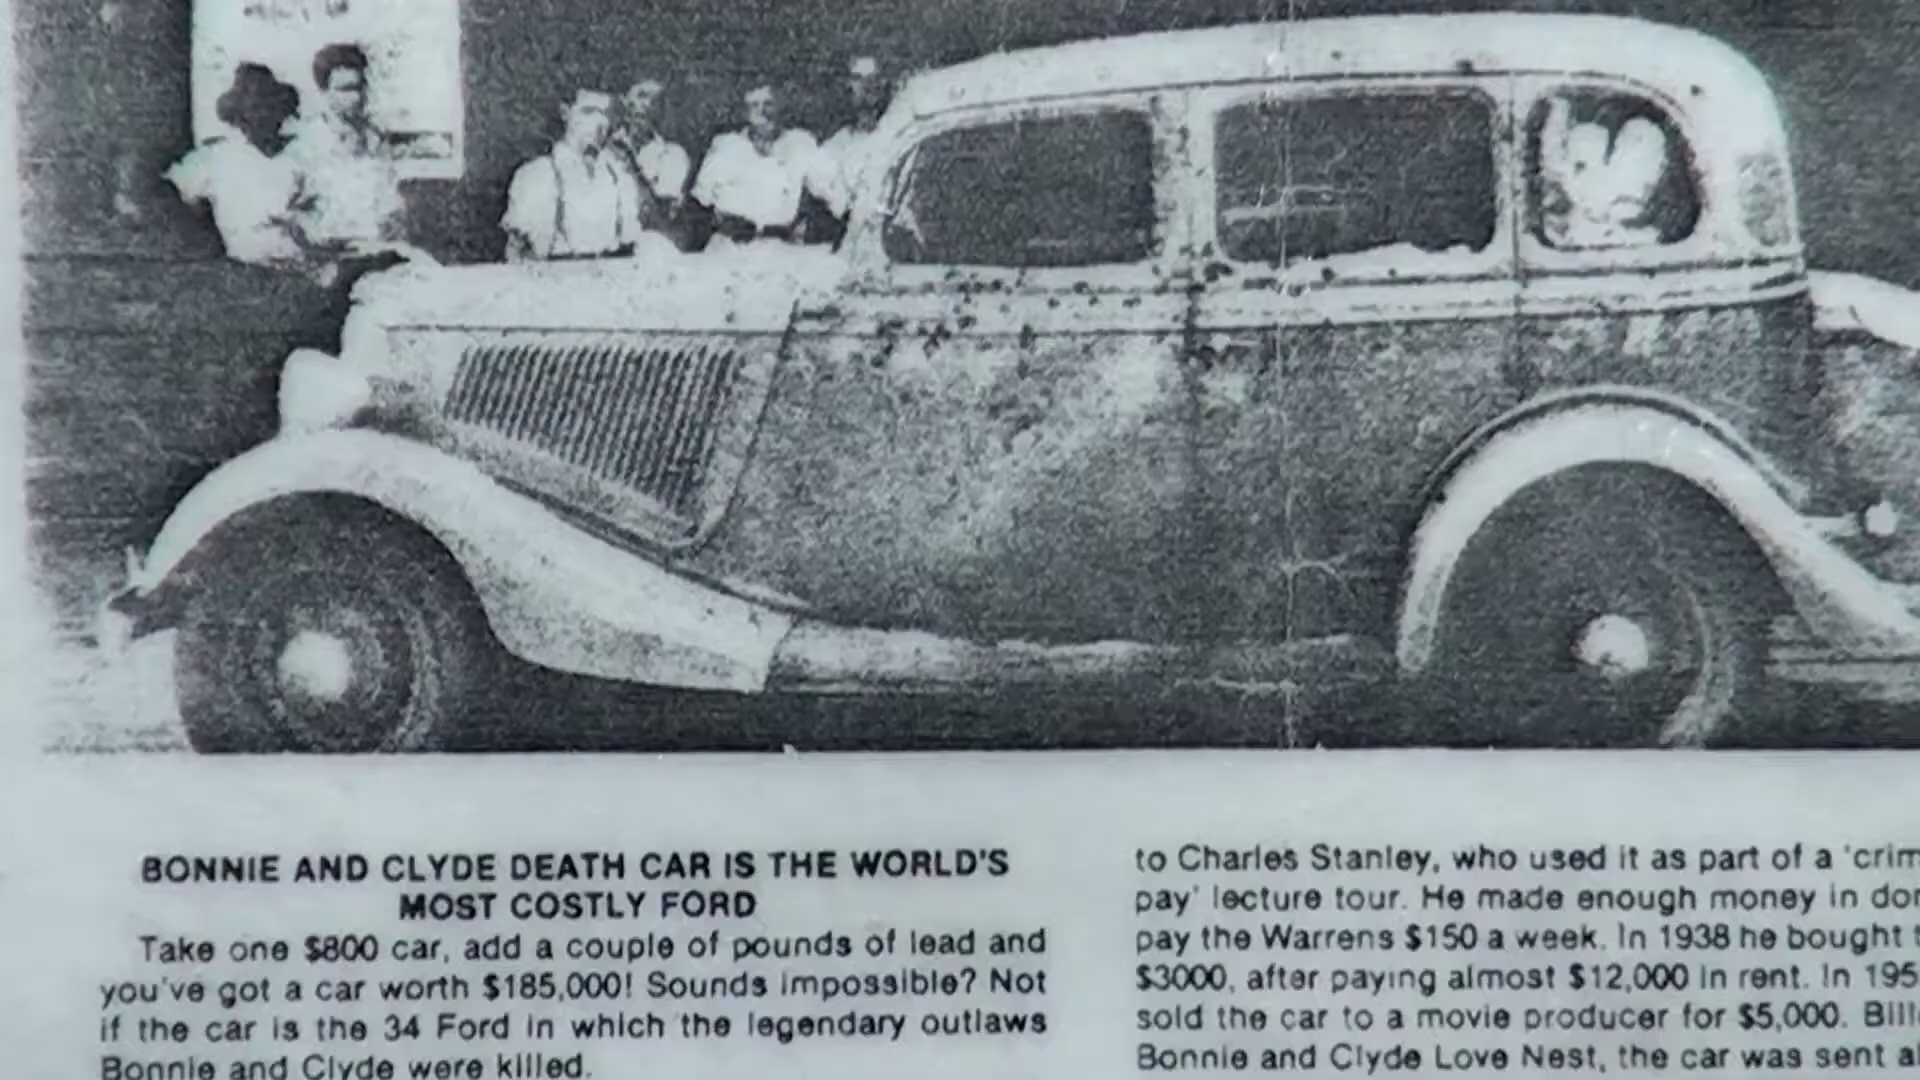 BONNIE AND CLYDE DEATH CAR IS THE WORLD'S
MOST COSTLY FORD
Take one $800 car, add a couple of pounds of lead and
you've got a car worth $185,000! Sounds impossible? Not
if the car is the 34 Ford in which the legendary outlaws
Bonnie and Clyde were killed.
to Charles Stanley, who used it as part of a 'crim
pay' lecture tour. He made enough money in don
pay the Warrens $150 a week. In 1938 he bought t
$3000, after paying almost $12,000 in rent. In 195
sold the car to a movie producer for $5,000. Bill
Bonnie and Clyde Love Nest, the car was sent a